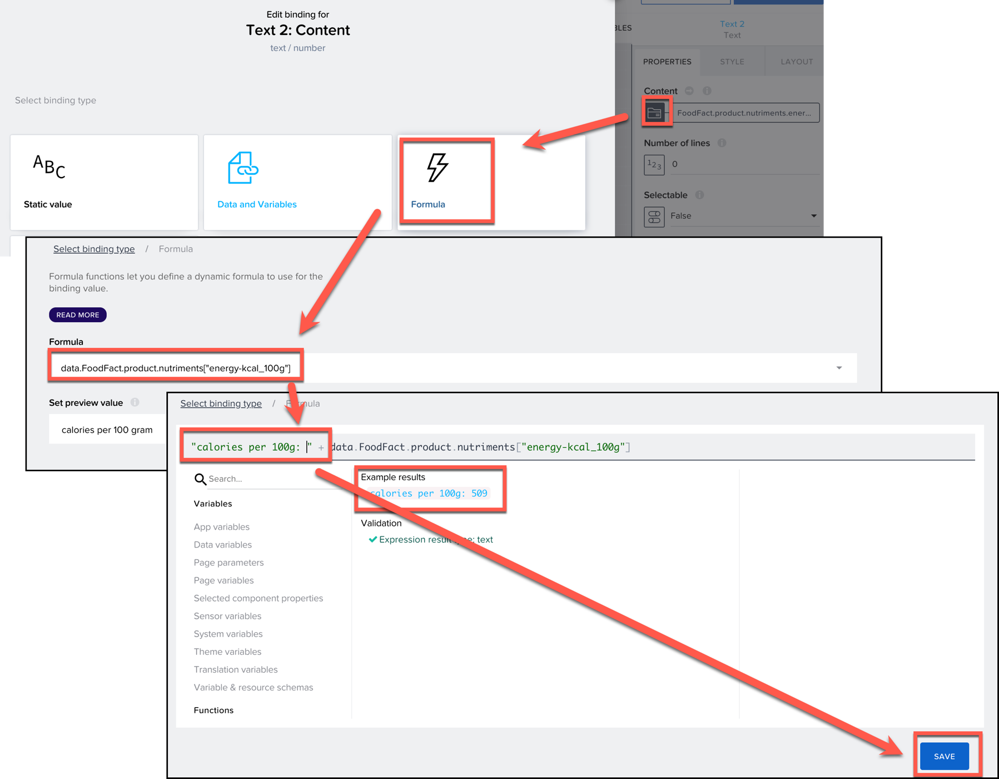 Edit binding for
Text 2: Content
text / number
Select binding type
ABC
Static value
Data and Variables
Formula
BLES
Text 2
Text
PROPERTIES
STYLE
LAYOUT
Content
FoodFact.product.nutriments.ener...
Number of lines
123
0
Selectable
False
Select binding type / Formula
Formula functions let you define a dynamic formula to use for the
binding value.
READ MORE
Formula
data.FoodFact.product.nutriments["energy-kcal_100g"]
Set preview value
calories per 100 gram
Select binding type / Formula
"calories per 100g: " + data.FoodFact.product.nutriments["energy-kcal_100g"]
Search...
Variables
App variables
Data variables
Page parameters
Page variables
Selected component properties
Sensor variables
System variables
Theme variables
Translation variables
Variable & resource schemas
Functions
Example results
calories per 100g: 509
Validation
Expression result type: text
SAVE